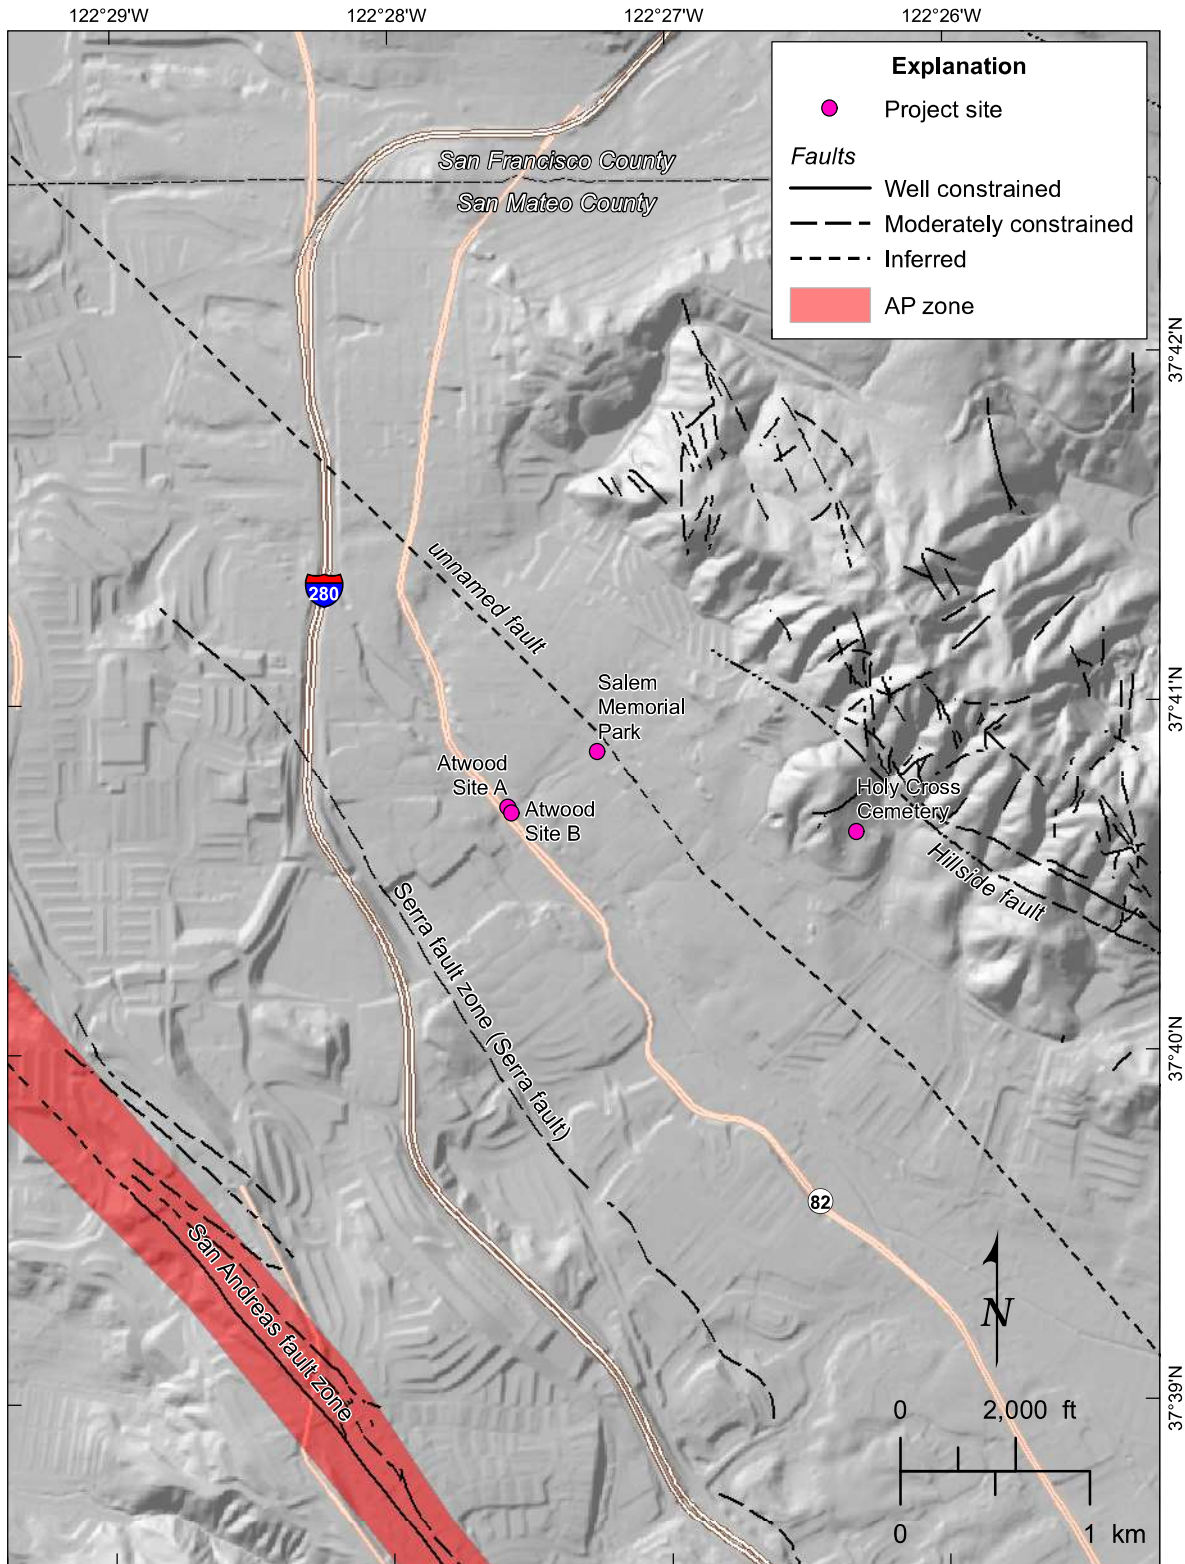 122°29'W
122°28'W
122°27'W
122°26'W
Explanation
Project site
Faults
Well constrained
Moderately constrained
Inferred
AP zone
San Francisco County
San Mateo County
37°42'N
280
unnamed fault
Salem
Memorial
Park
37°41'N
Atwood
Site A
Atwood
Site B
Holy Cross
Cemetery
Hillside fault
Serra fault zone (Serra fault)
37°40'N
82
San Andreas fault zone
N
37°39'N
0 2,000 ft
0 1 km